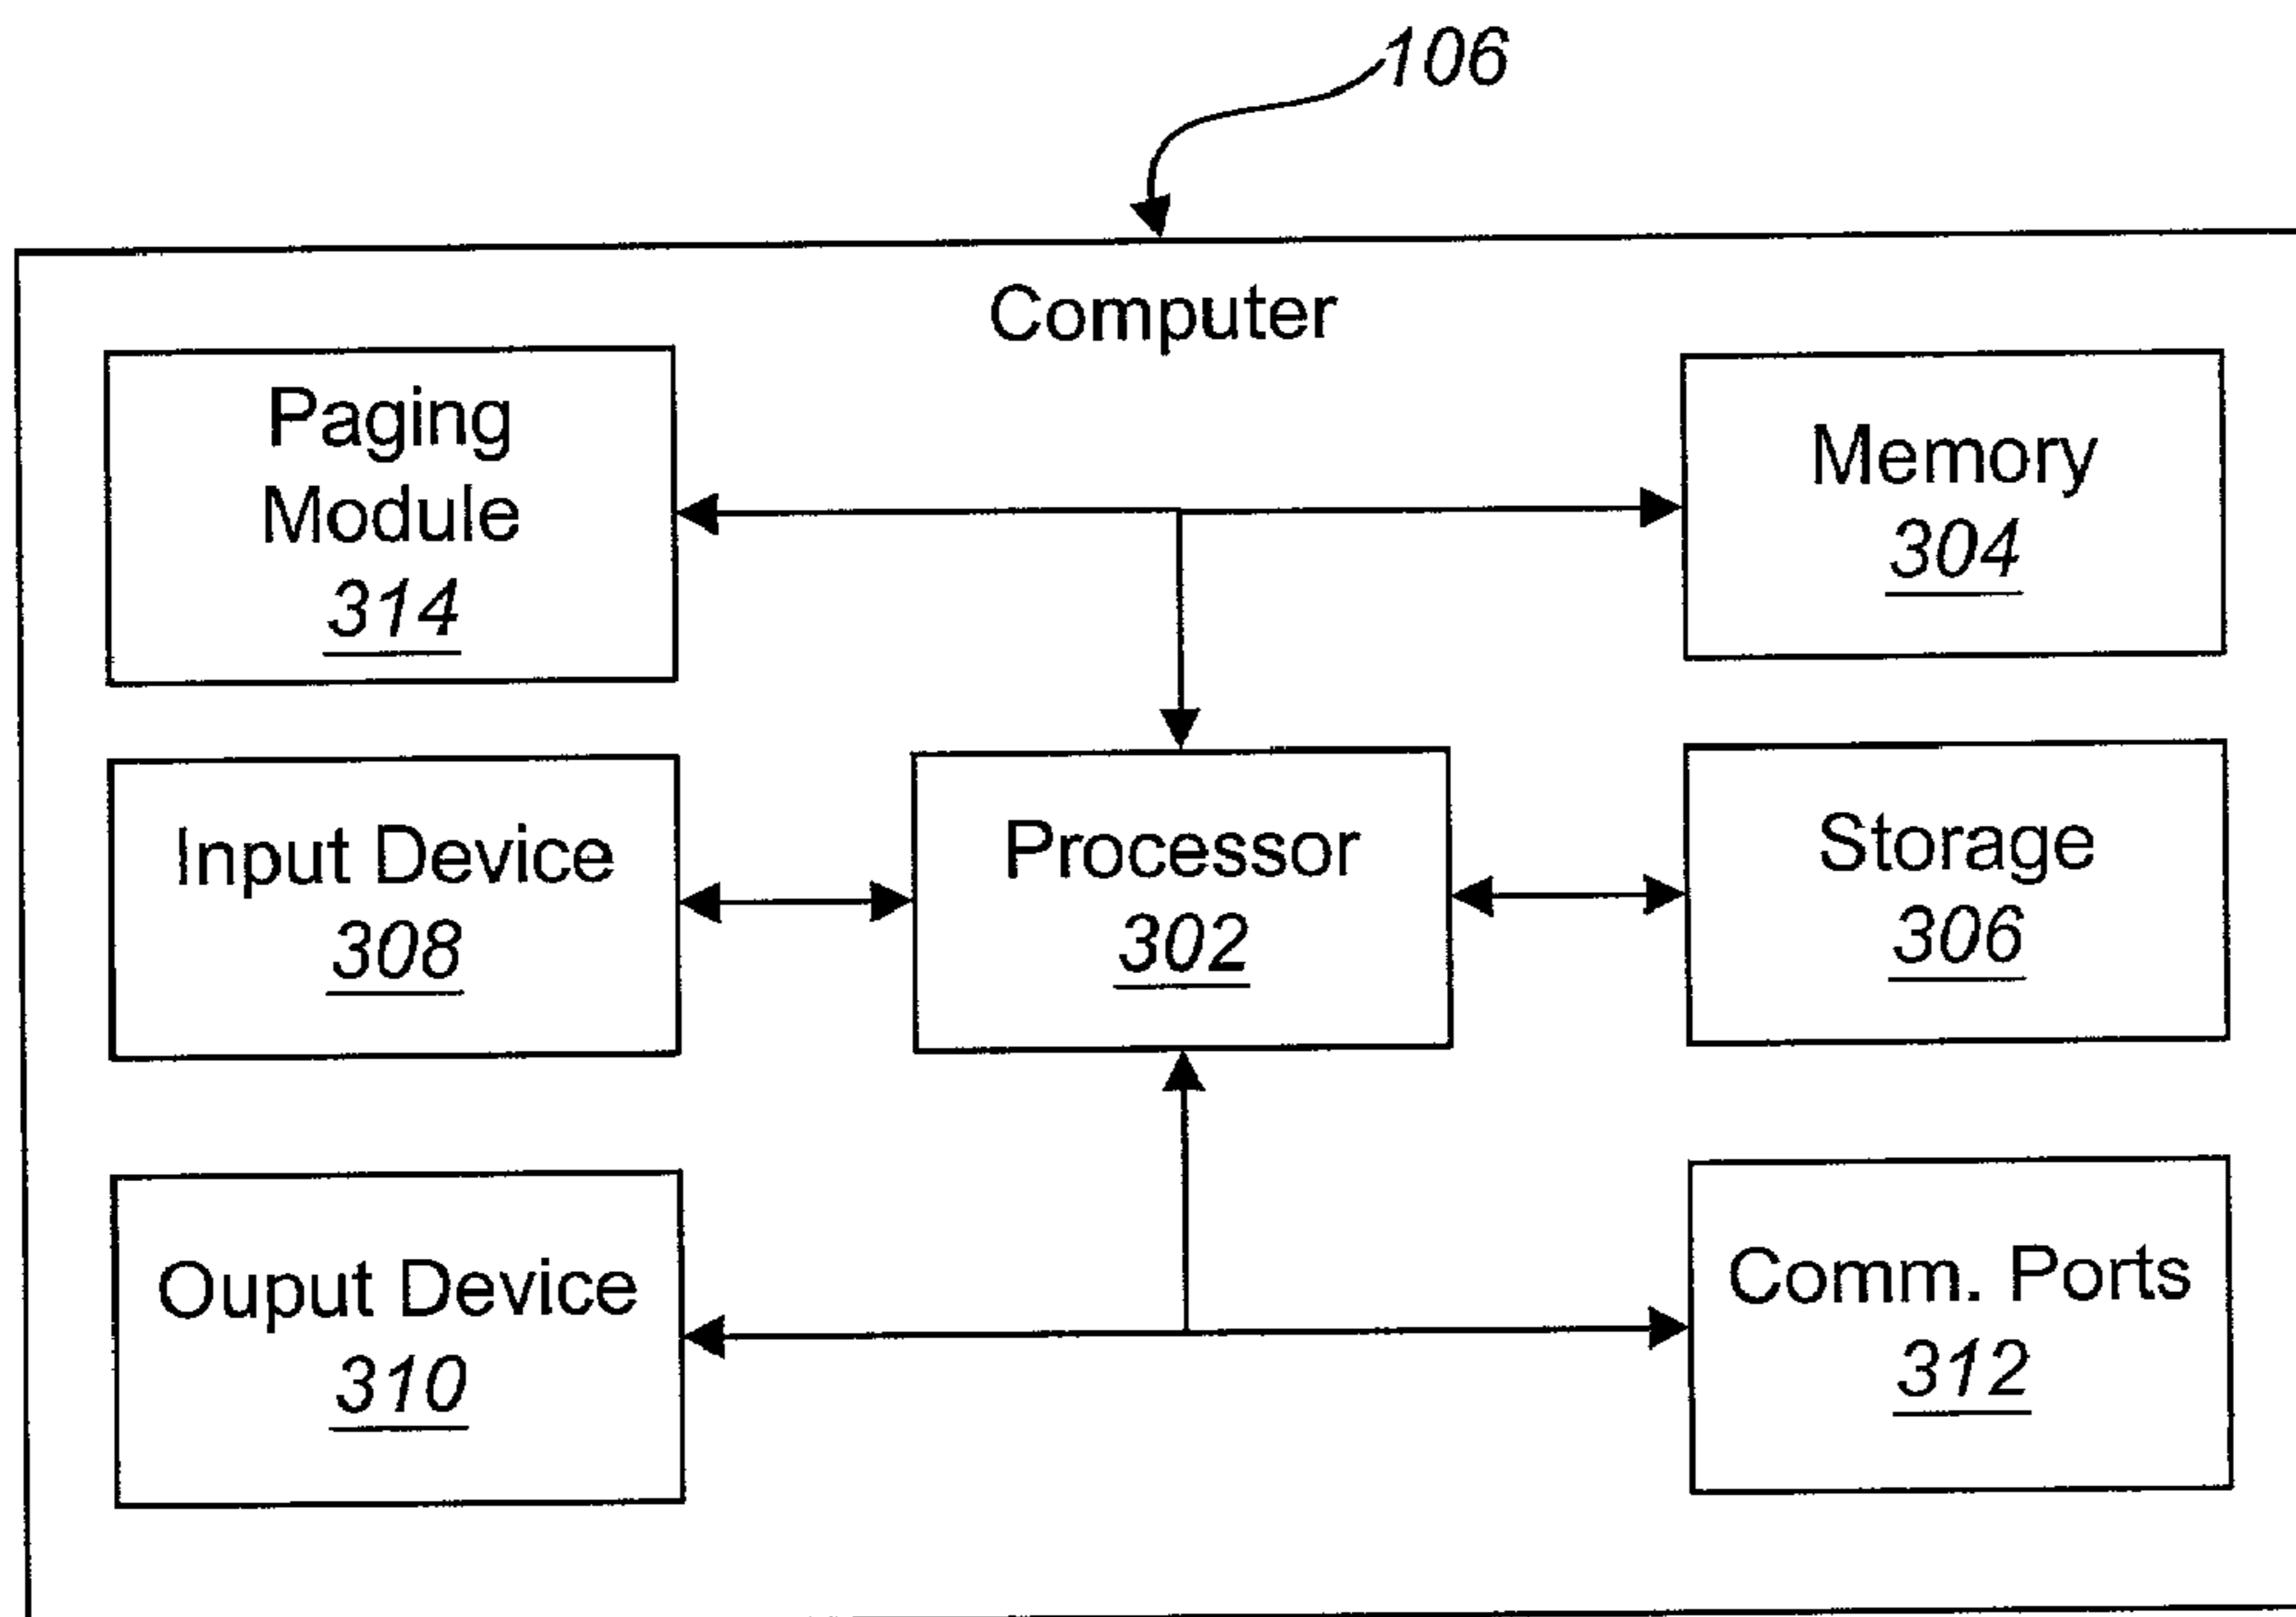 106
Computer
Paging
Module
314
Memory
304
Input Device
308
Processor
302
Storage
306
Ouput Device
310
Comm. Ports
312